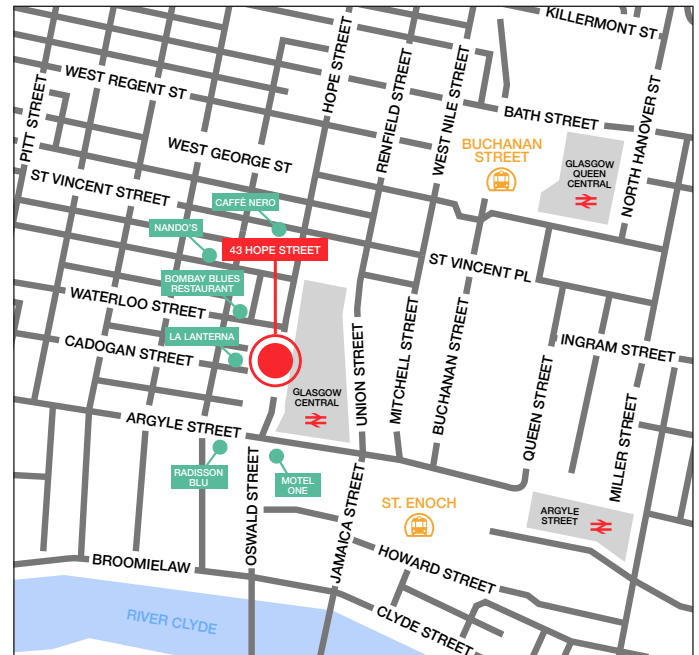 KILLERMONT ST
HOPE STREET
WEST REGENT ST
RENFIELD STREET
WEST NILE STREET
BATH STREET
NORTH HANOVER ST
PITT STREET
WEST GEORGE ST
BUCHANAN
STREET
GLASGOW
QUEEN
CENTRAL
ST VINCENT STREET
CAFFÉ NERO
NANDO'S
43 HOPE STREET
ST VINCENT PL
BOMBAY BLUES
RESTAURANT
WATERLOO STREET
LA LANTERNA
CADOGAN STREET
GLASGOW
CENTRAL
UNION STREET
MITCHELL STREET
BUCHANAN STREET
INGRAM STREET
QUEEN STREET
MILLER STREET
ARGYLE STREET
RADISSON
BLU
MOTEL
ONE
ST. ENOCH
ARGYLE
STREET
OSWALD STREET
JAMAICA STREET
HOWARD STREET
BROOMIELAW
CLYDE STREET
RIVER CLYDE